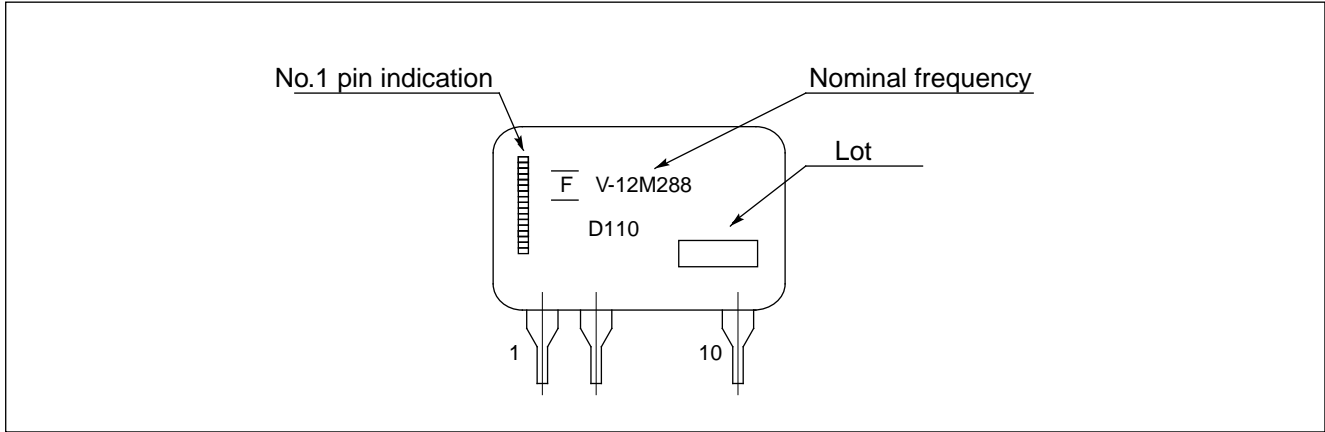 No.1 pin indication
Nominal frequency
Lot
F V-12M288
D110
1
10